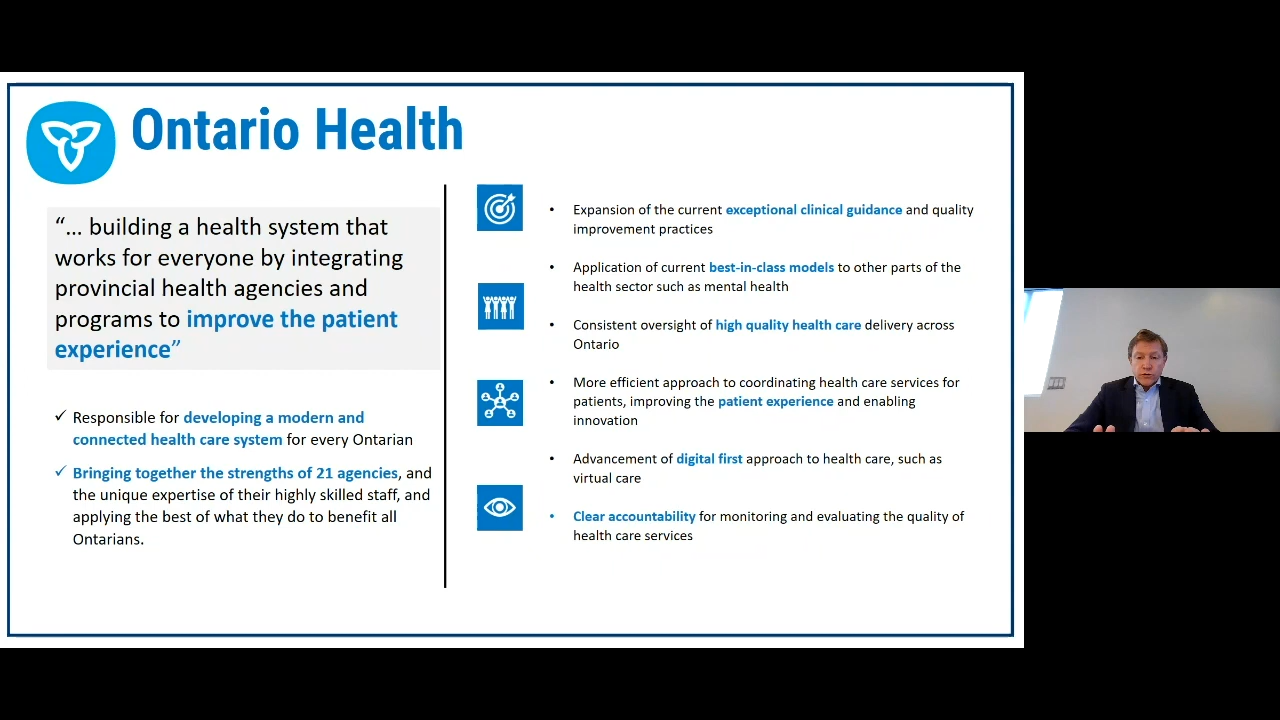 Ontario Health
“... building a health system that
works for everyone by integrating
provincial health agencies and
programs to improve the patient
experience”
✓ Responsible for developing a modern and
connected health care system for every Ontarian
✓ Bringing together the strengths of 21 agencies, and
the unique expertise of their highly skilled staff, and
applying the best of what they do to benefit all
Ontarians.
• Expansion of the current exceptional clinical guidance and quality
improvement practices
• Application of current best-in-class models to other parts of the
health sector such as mental health
• Consistent oversight of high quality health care delivery across
Ontario
• More efficient approach to coordinating health care services for
patients, improving the patient experience and enabling
innovation
• Advancement of digital first approach to health care, such as
virtual care
• Clear accountability for monitoring and evaluating the quality of
health care services